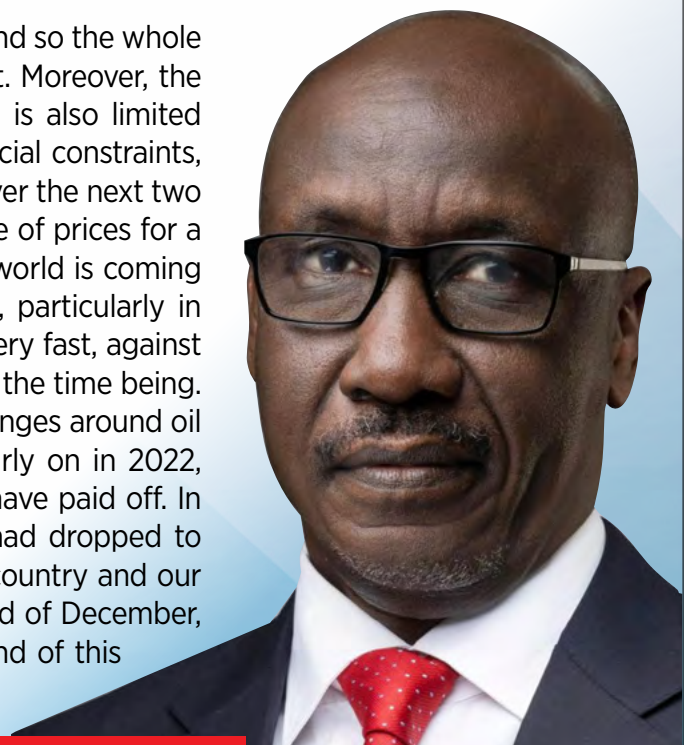 nd so the whole
t. Moreover, the
is also limited
cial constraints,
ver the next two
e of prices for a
world is coming
, particularly in
ery fast, against
the time being.
nges around oil
rly on in 2022,
have paid off. In
had dropped to
country and our
d of December,
nd of this